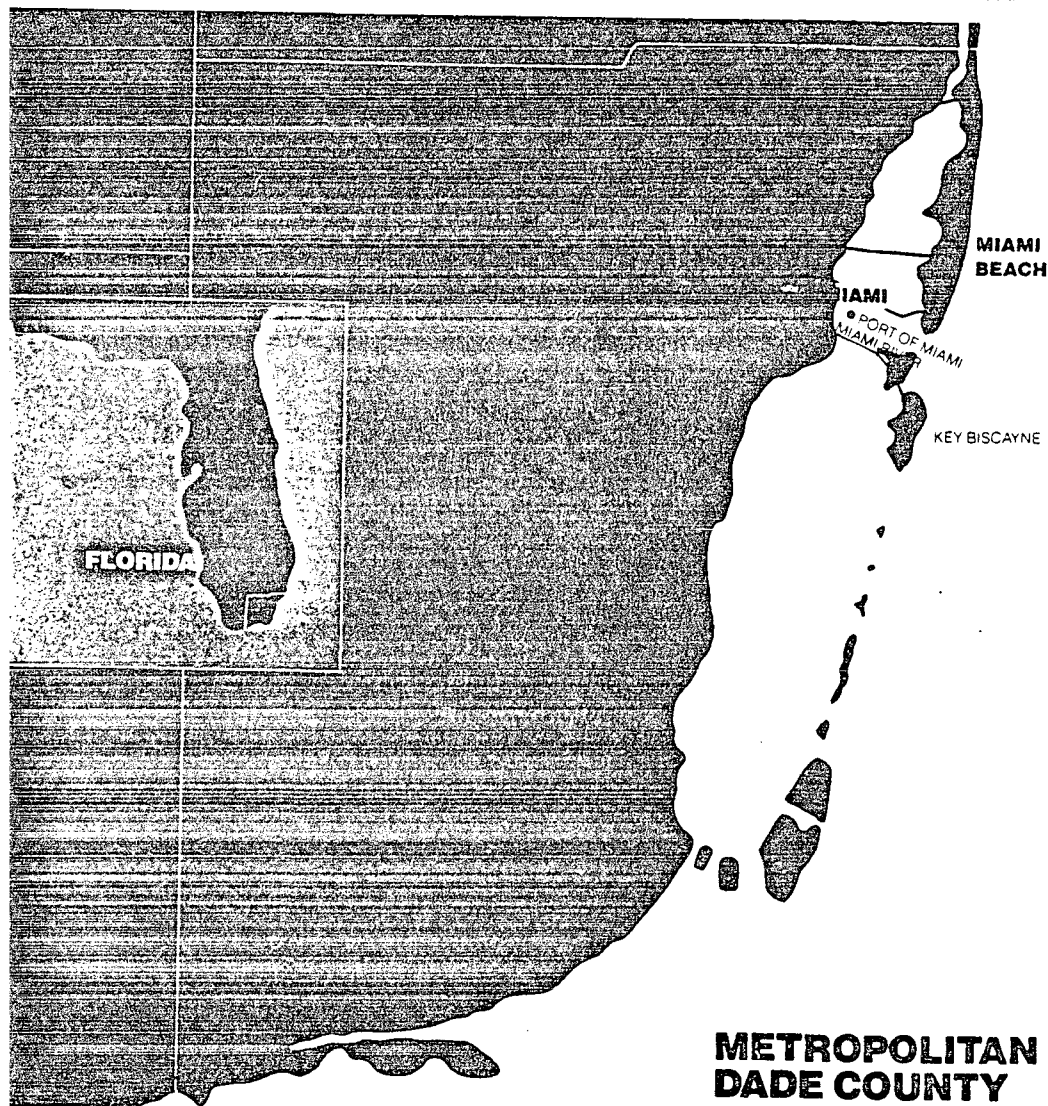 MIAMI
BEACH
IAMI
PORT OF MIAMI
MIAMI RIVER
KEY BISCAYNE
FLORIDA
METROPOLITAN
DADE COUNTY